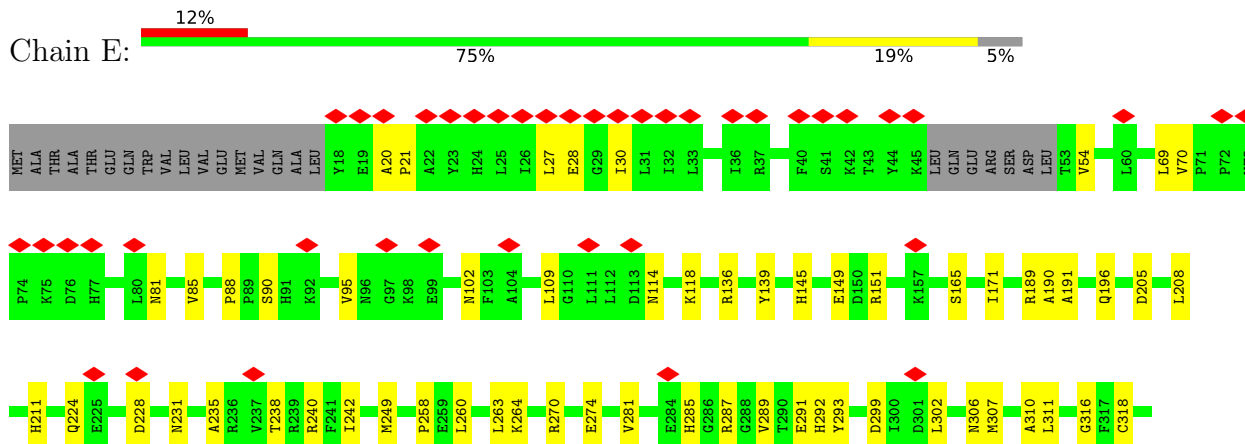 12%
Chain E:
75% 19% 5%
MET ALA THR ALA THR GLU GLN TRP VAL LEU VAL GLU MET VAL GLN ALA LEU Y18 E19 A20 P21 A22 Y23 H24 L25 I26 L27 E28 G29 I30 L31 I32 L33 I36 R37 F40 S41 K42 T43 Y44 K45 LEU GLN GLU ARG SER ASP LEU T53 V54 L60 L69 V70 P71 P72
P74 K75 D76 H77 L80 N81 V85 P88 P89 S90 H91 K92 V95 N96 G97 K98 E99 N102 F103 A104 L109 G110 L111 L112 D113 N114 K118 R136 Y139 H145 E149 D150 R151 K157 S165 I171 R189 A190 A191 Q196 D205 L208
H211 Q224 E225 D228 N231 A235 R236 V237 T238 R239 R240 F241 I242 M249 P258 E259 L260 L263 K264 R270 E274 V281 E284 H285 G286 R287 G288 V289 T290 E291 H292 Y293 D299 I300 D301 L302 N306 M307 A310 L311 G316 F317 C318